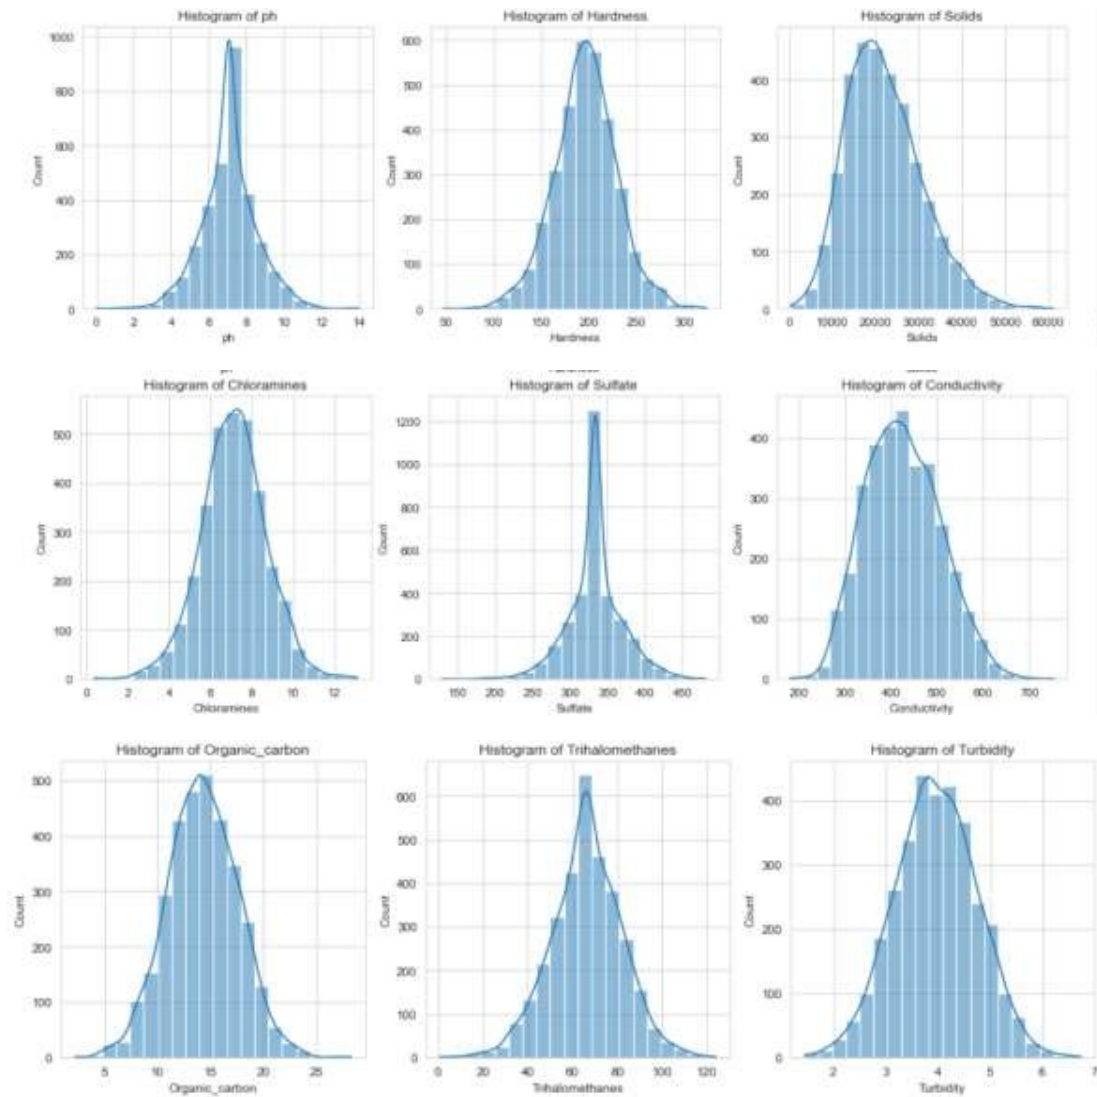 Histogram of ph
1000
800
600
400
200
0
Count
0 2 4 6 8 10 12 14
ph
Histogram of Hardness
600
500
400
300
200
100
0
Count
50 100 150 200 250 300
Hardness
Histogram of Solids
400
300
200
100
0
Count
0 10000 20000 30000 40000 50000 60000
Solids
Histogram of Chloramines
500
400
300
200
100
0
Count
0 2 4 6 8 10 12
Chloramines
Histogram of Sulfate
1200
1000
800
600
400
200
0
Count
150 200 250 300 350 400 450
Sulfate
Histogram of Conductivity
400
300
200
100
0
Count
200 300 400 500 600 700
Conductivity
Histogram of Organic_carbon
500
400
300
200
100
0
Count
5 10 15 20 25
Organic_carbon
Histogram of Trihalomethanes
600
500
400
300
200
100
0
Count
0 20 40 60 80 100 120
Trihalomethanes
Histogram of Turbidity
400
300
200
100
0
Count
2 3 4 5 6 7
Turbidity